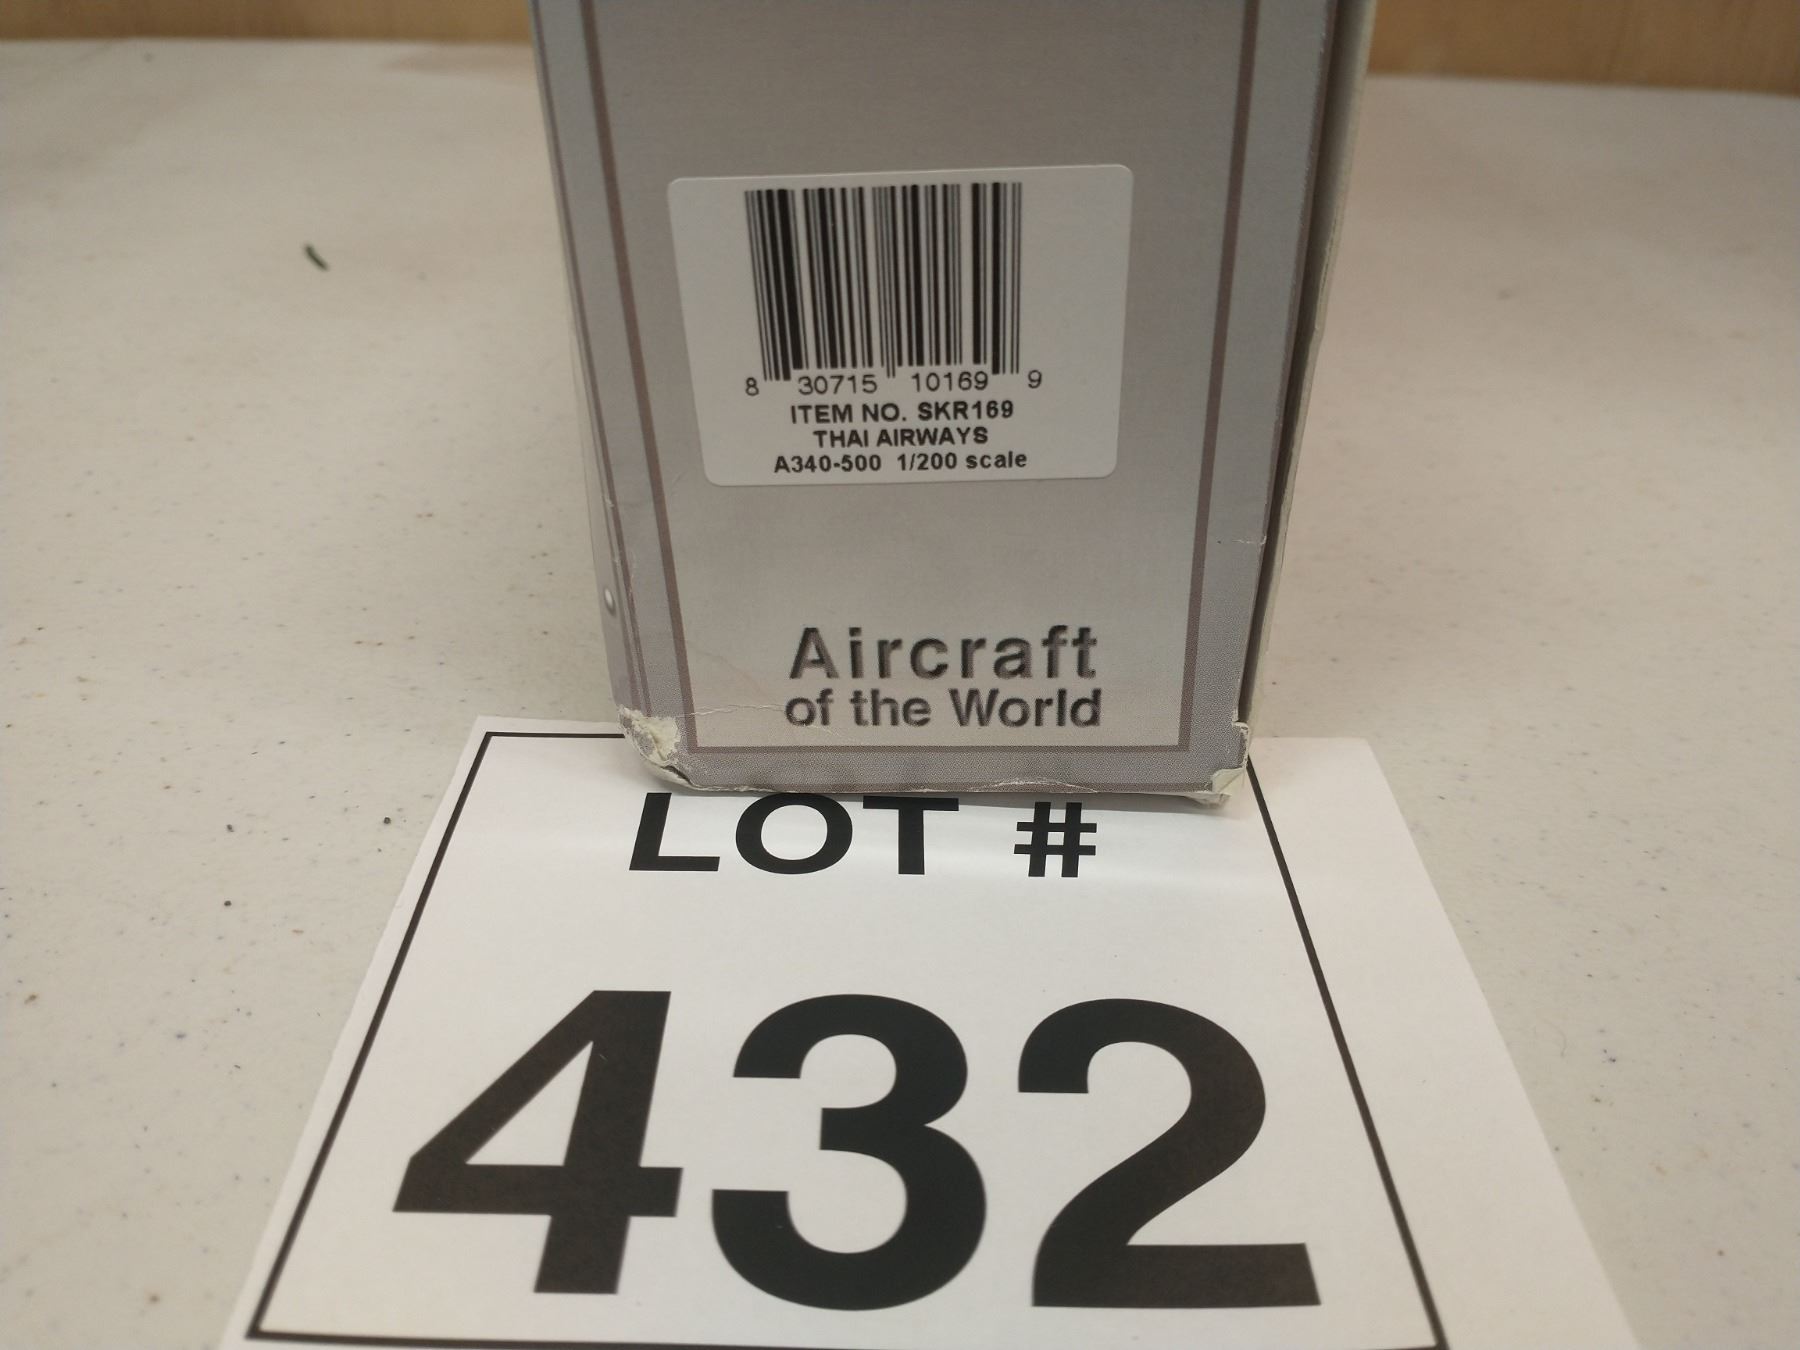 8 30715 10169 9
ITEM NO. SKR169
THAI AIRWAYS
A340-500 1/200 scale
Aircraft
of the World
LOT #
432